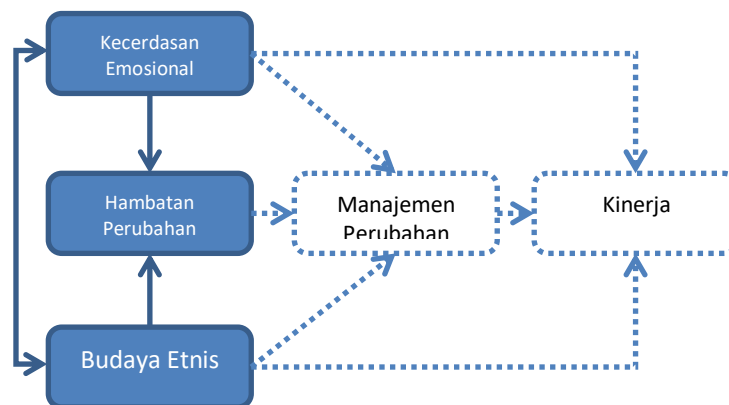 Kecerdasan
Emosional
Hambatan
Perubahan
Manajemen
Perubahan
Kinerja
Budaya Etnis